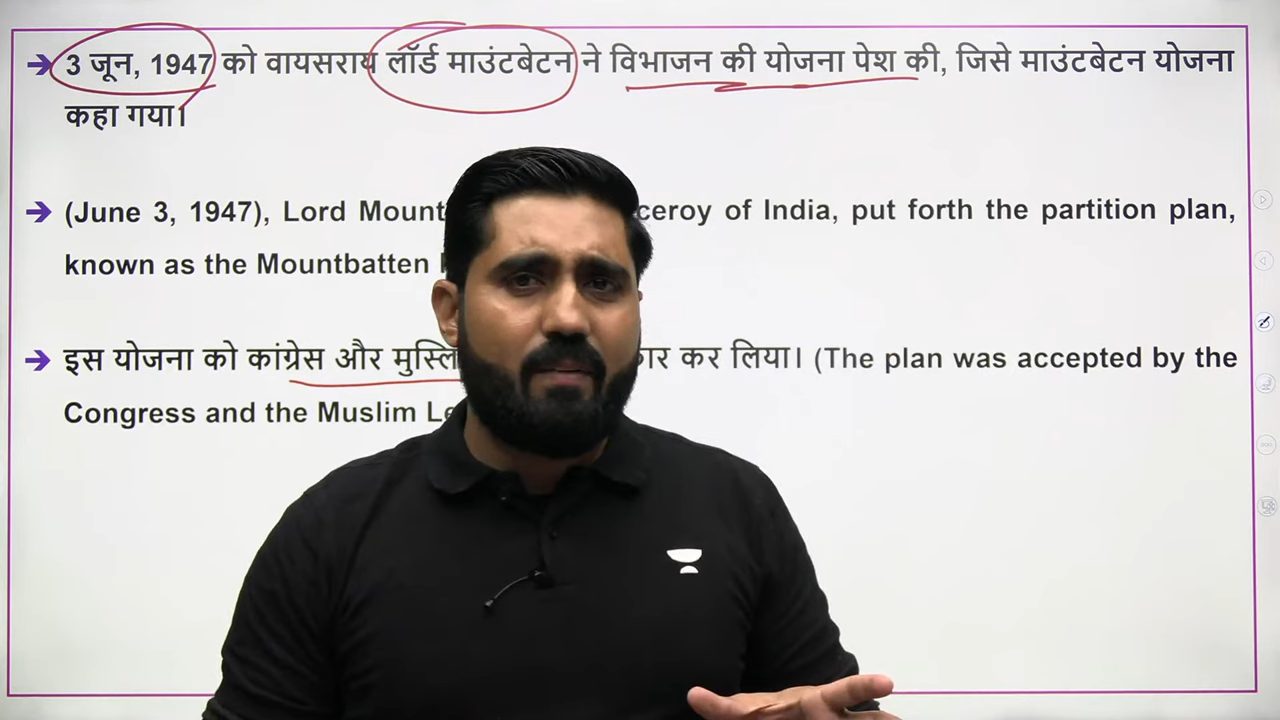 → 3 जून, 1947 को वायसराय लॉर्ड माउंटबेटन ने विभाजन की योजना पेश की, जिसे माउंटबेटन योजना
कहा गया।
→ (June 3, 1947), Lord Mount ceroy of India, put forth the partition plan,
known as the Mountbatten
→ इस योजना को कांग्रेस और मुस्लि कर लिया। (The plan was accepted by the
Congress and the Muslim